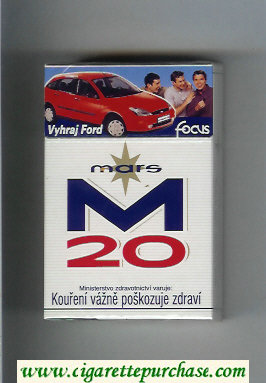 Vyhraj Ford
focus
mars
M
20
Ministerstvo zdravotnictví varuje:
Kouření vážně poškozuje zdraví
www.cigarettepurchase.com